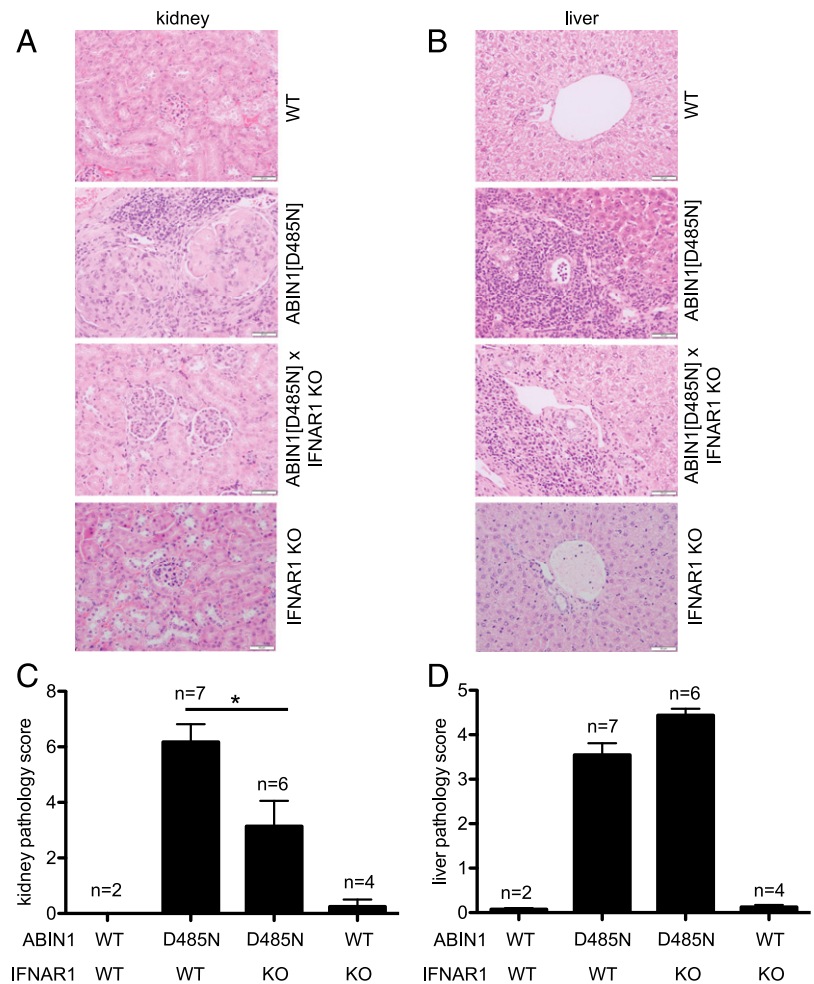 A
kidney
WT
ABIN1[D485N]
ABIN1[D485N] x
IFNAR1 KO
IFNAR1 KO
B
liver
WT
ABIN1[D485N]
ABIN1[D485N] x
IFNAR1 KO
IFNAR1 KO
C
kidney pathology score
8
6
4
2
0
n=2
n=7
*
n=6
n=4
ABIN1 WT D485N D485N WT
IFNAR1 WT WT KO KO
D
liver pathology score
5
4
3
2
1
0
n=2
n=7
n=6
n=4
ABIN1 WT D485N D485N WT
IFNAR1 WT WT KO KO